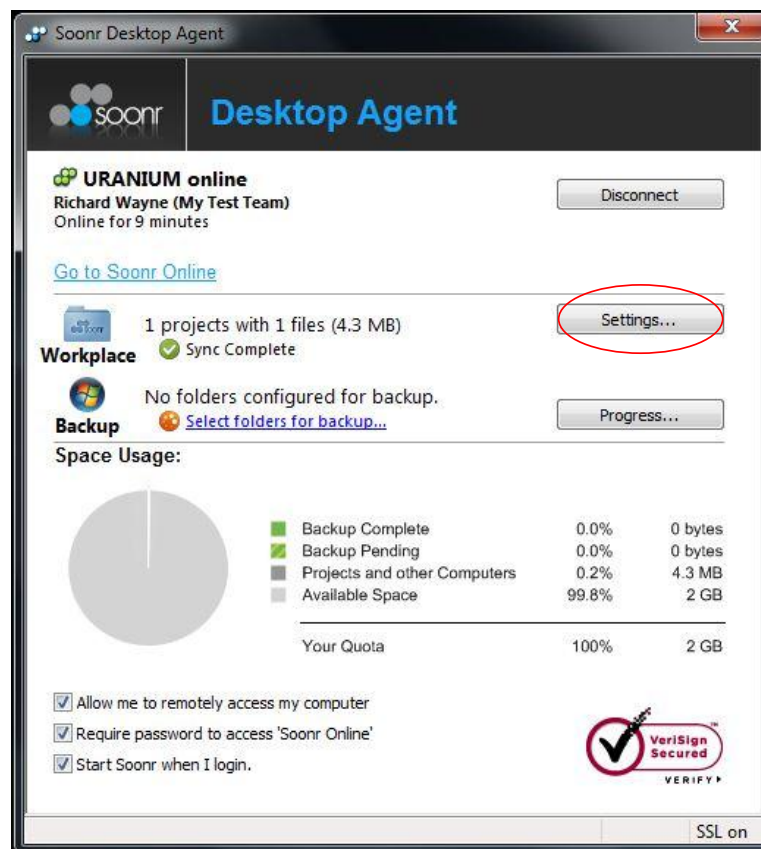 Soonr Desktop Agent
soonr Desktop Agent
URANIUM online
Richard Wayne (My Test Team)
Online for 9 minutes
Disconnect
Go to Soonr Online
1 projects with 1 files (4.3 MB)
Settings...
Workplace Sync Complete
No folders configured for backup.
Backup Select folders for backup...
Progress...
Space Usage:
Backup Complete 0.0% 0 bytes
Backup Pending 0.0% 0 bytes
Projects and other Computers 0.2% 4.3 MB
Available Space 99.8% 2 GB
Your Quota 100% 2 GB
Allow me to remotely access my computer
Require password to access 'Soonr Online'
Start Soonr when I login.
VeriSign
Secured
VERIFY
SSL on